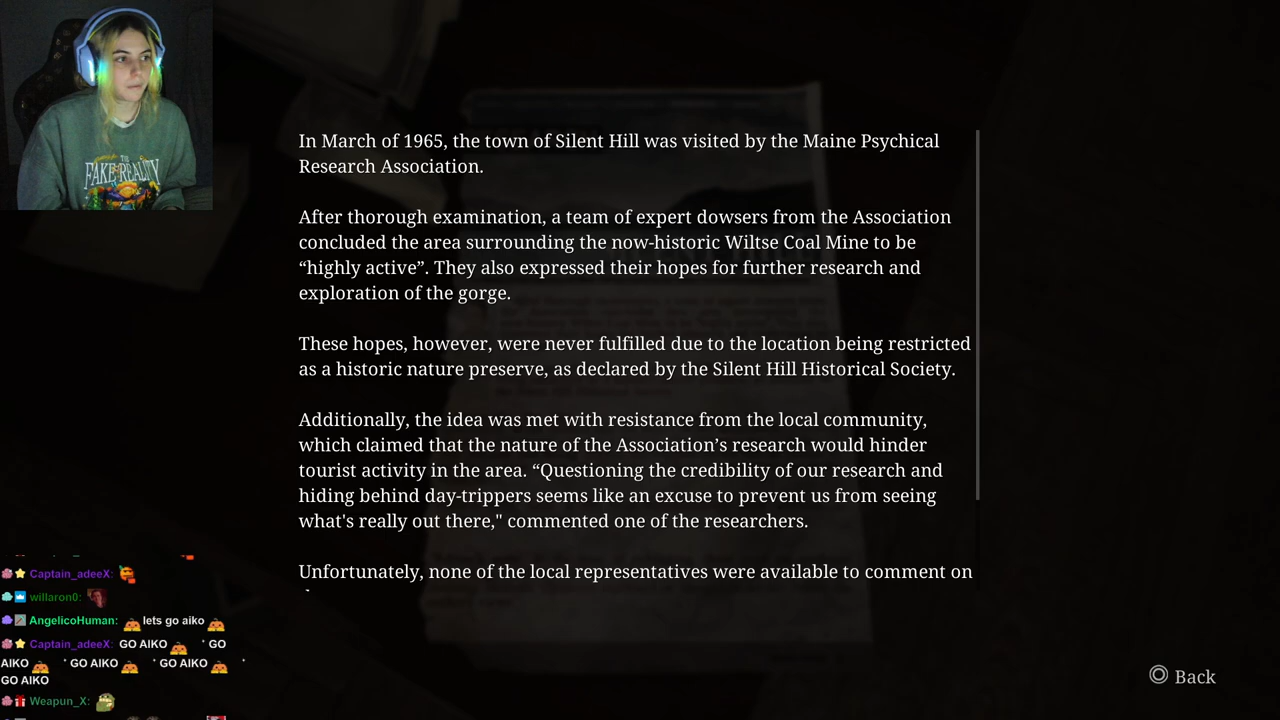 THE
FAKE REALITY
In March of 1965, the town of Silent Hill was visited by the Maine Psychical
Research Association.
After thorough examination, a team of expert dowsers from the Association
concluded the area surrounding the now-historic Wiltse Coal Mine to be
“highly active”. They also expressed their hopes for further research and
exploration of the gorge.
These hopes, however, were never fulfilled due to the location being restricted
as a historic nature preserve, as declared by the Silent Hill Historical Society.
Additionally, the idea was met with resistance from the local community,
which claimed that the nature of the Association’s research would hinder
tourist activity in the area. “Questioning the credibility of our research and
hiding behind day-trippers seems like an excuse to prevent us from seeing
what's really out there," commented one of the researchers.
Unfortunately, none of the local representatives were available to comment on
Captain_adeeX:
willaron0:
AngelicoHuman: lets go aiko
Captain_adeeX: GO AIKO GO
AIKO GO AIKO GO AIKO
GO AIKO
Weapun_X:
Back